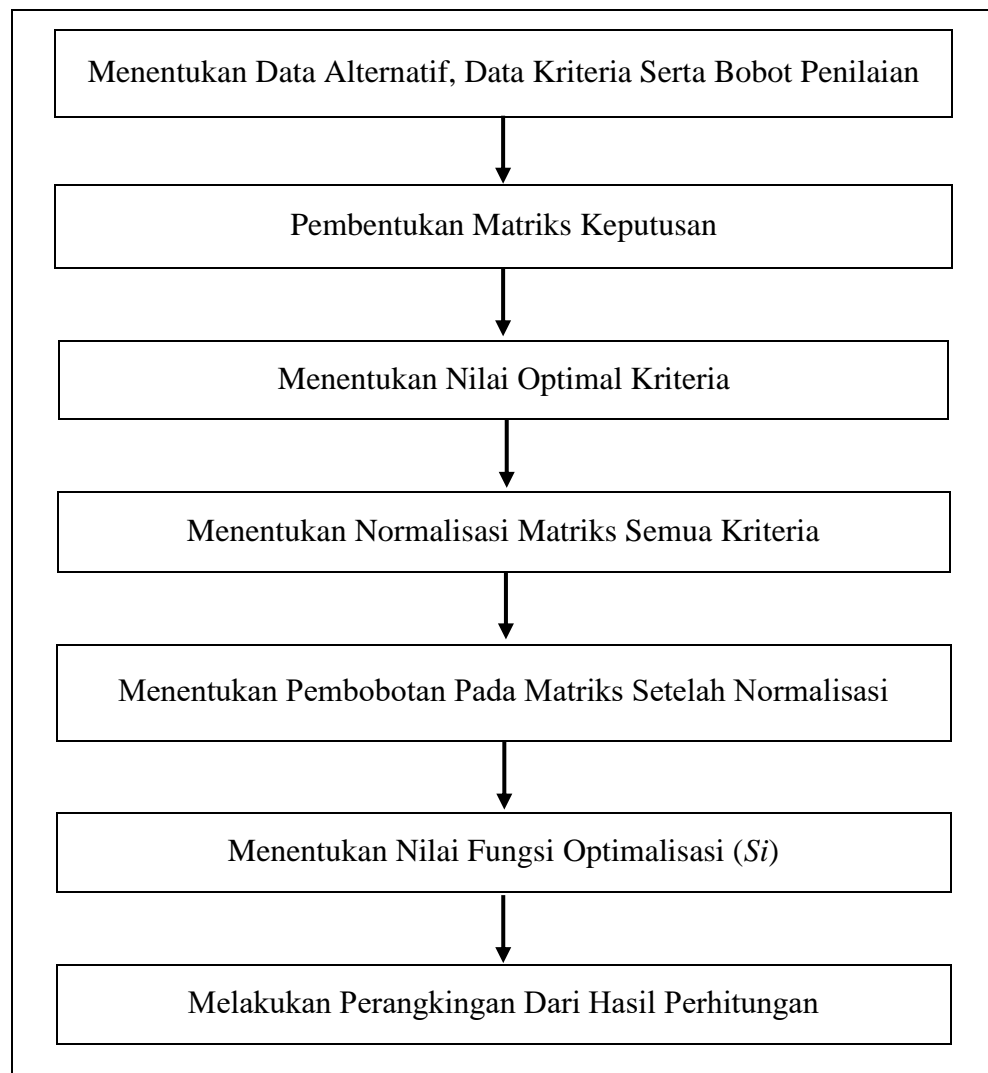 Menentukan Data Alternatif, Data Kriteria Serta Bobot Penilaian
Pembentukan Matriks Keputusan
Menentukan Nilai Optimal Kriteria
Menentukan Normalisasi Matriks Semua Kriteria
Menentukan Pembobotan Pada Matriks Setelah Normalisasi
Menentukan Nilai Fungsi Optimalisasi (Si)
Melakukan Perangkingan Dari Hasil Perhitungan